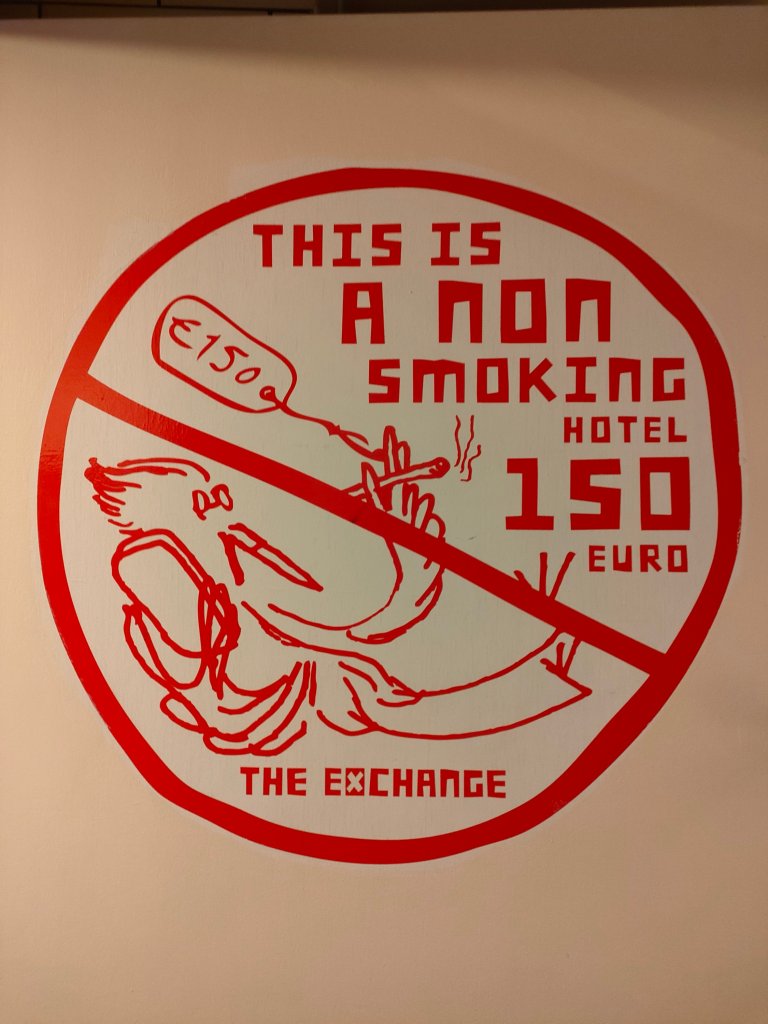 THIS IS
A NON
SMOKING
HOTEL
150
EURO
€150
THE EXCHANGE